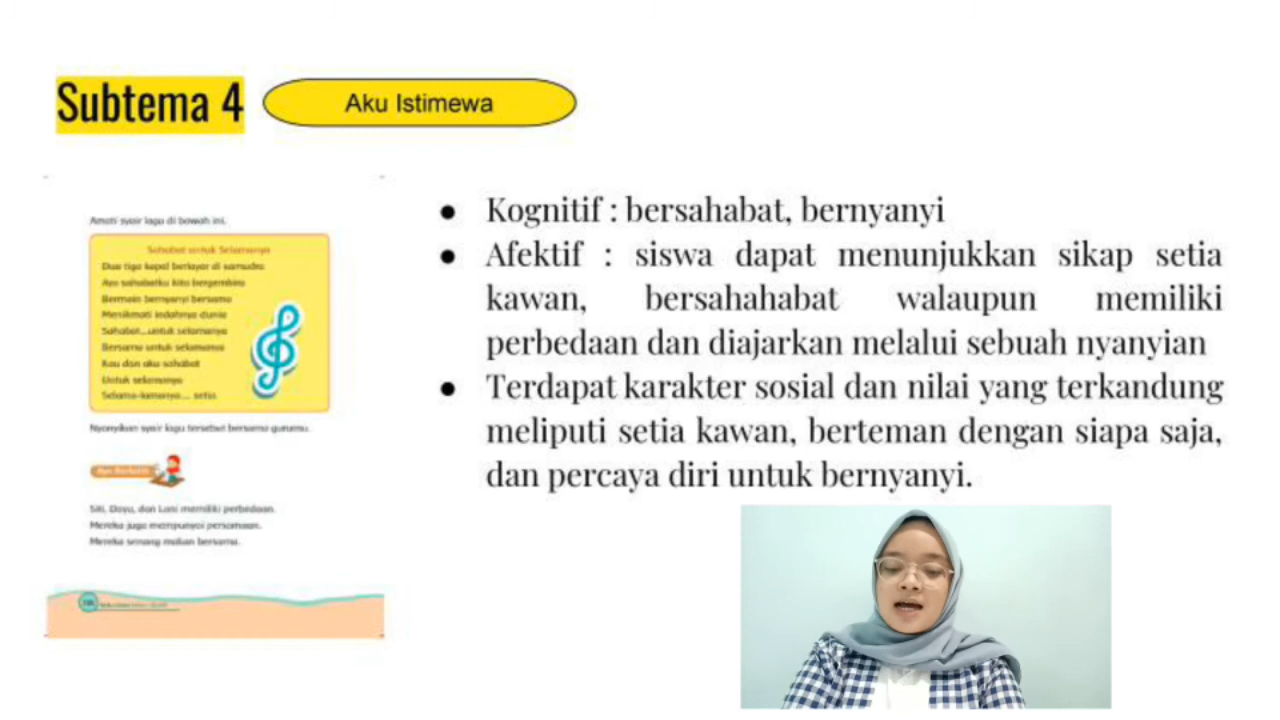 Subtema 4
Aku Istimewa
Amati syair lagu di bawah ini.
Sahabat untuk Selamanya
Dua tiga kapal berlayar di samudra
Ayo sahabatku kita bergembira
Bermain bernyanyi bersama
Menikmati indahnya dunia
Sahabat...untuk selamanya
Bersama untuk selamanya
Kau dan aku sahabat
Untuk selamanya
Selama-lamanya.... setia
Nyanyikan syair lagu tersebut bersama gurumu.
Ayo Berlatih
Siti, Dayu, dan Lani memiliki perbedaan.
Mereka juga mempunyai persamaan.
Mereka senang makan bersama.
● Kognitif : bersahabat, bernyanyi
● Afektif : siswa dapat menunjukkan sikap setia
kawan, bersahahabat walaupun memiliki
perbedaan dan diajarkan melalui sebuah nyanyian
● Terdapat karakter sosial dan nilai yang terkandung
meliputi setia kawan, berteman dengan siapa saja,
dan percaya diri untuk bernyanyi.